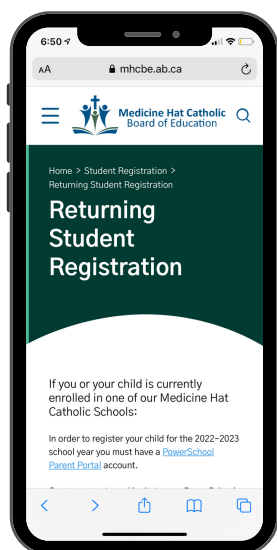 6:50
AA mhcbe.ab.ca
Medicine Hat Catholic
Board of Education
Home > Student Registration >
Returning Student Registration
Returning
Student
Registration
If you or your child is currently
enrolled in one of our Medicine Hat
Catholic Schools:
In order to register your child for the 2022-2023
school year you must have a PowerSchool
Parent Portal account.